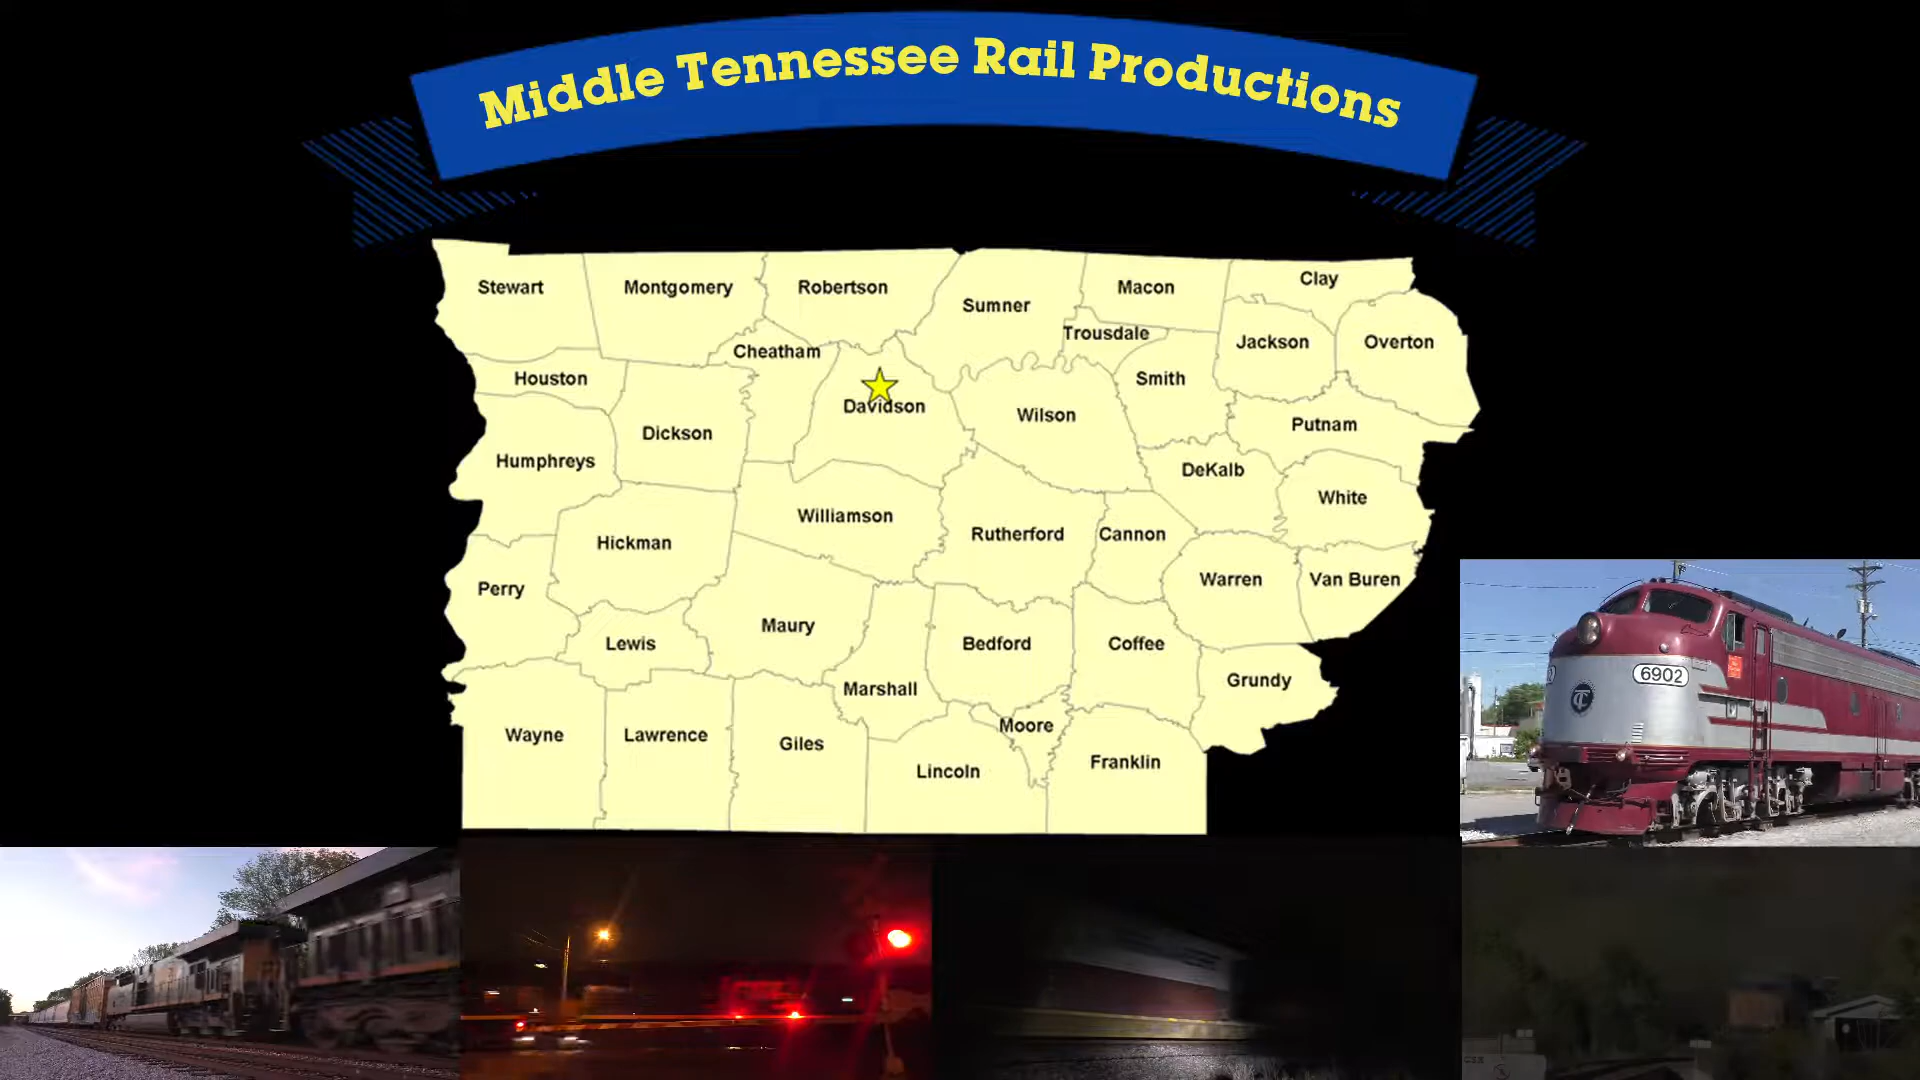 Middle Tennessee Rail Productions
Stewart
Montgomery
Robertson
Sumner
Macon
Clay
Trousdale
Jackson
Overton
Cheatham
Houston
Smith
Davidson
Wilson
Putnam
Dickson
Humphreys
DeKalb
White
Williamson
Rutherford
Cannon
Hickman
Perry
Warren
Van Buren
Maury
Lewis
Bedford
Coffee
Grundy
Marshall
Moore
Wayne
Lawrence
Giles
Lincoln
Franklin
6902
TC